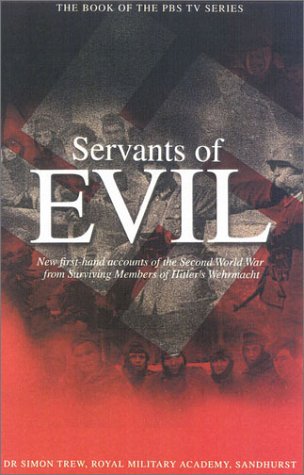 THE BOOK OF THE PBS TV SERIES
Servants of
EVIL
New first-hand accounts of the Second World War
from Surviving Members of Hitler's Wehrmacht
DR SIMON TREW, ROYAL MILITARY ACADEMY, SANDHURST